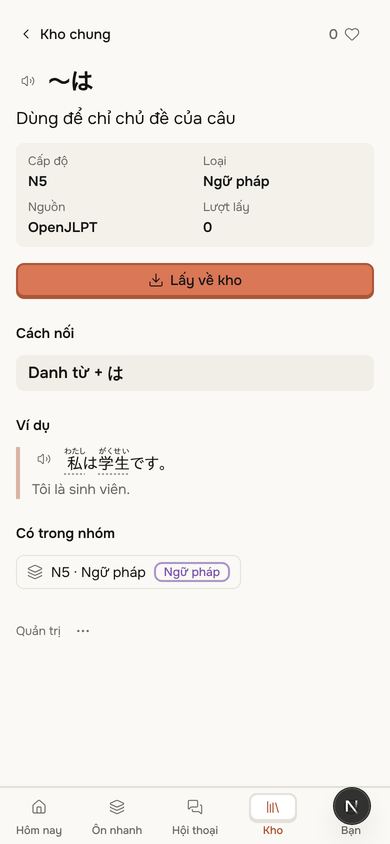 Kho chung
0
〜は
Dùng để chỉ chủ đề của câu
Cấp độ
Loại
N5
Ngữ pháp
Nguồn
Lượt lấy
OpenJLPT
0
Lấy về kho
Cách nối
Danh từ + は
Ví dụ
わたし がくせい
私は学生です。
Tôi là sinh viên.
Có trong nhóm
N5 · Ngữ pháp
Ngữ pháp
Quản trị
Hôm nay
Ôn nhanh
Hội thoại
Kho
N
Bạn